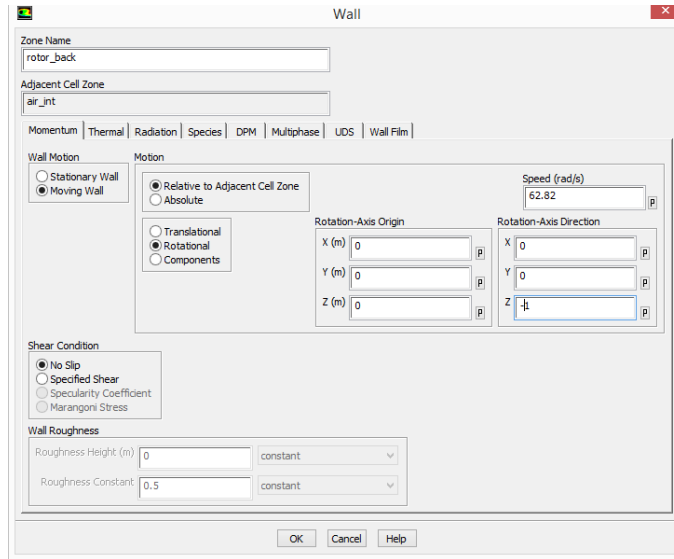 Wall
Zone Name
rotor_back
Adjacent Cell Zone
air_int
Momentum Thermal Radiation Species DPM Multiphase UDS Wall Film
Wall Motion
Motion
Stationary Wall
Moving Wall
Relative to Adjacent Cell Zone
Absolute
Speed (rad/s)
62.82
P
Translational
Rotational
Components
Rotation-Axis Origin
X (m) 0 P
Y (m) 0 P
Z (m) 0 P
Rotation-Axis Direction
X 0 P
Y 0 P
Z -1 P
Shear Condition
No Slip
Specified Shear
Specularity Coefficient
Marangoni Stress
Wall Roughness
Roughness Height (m) 0 constant
Roughness Constant 0.5 constant
OK Cancel Help